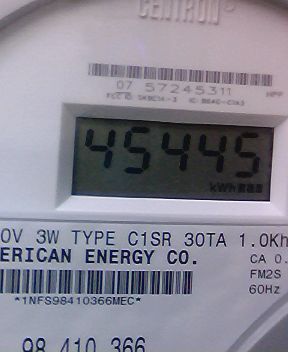 CENTRON
07 57245311
45445
kWh
0V 3W TYPE C1SR 30TA 1.0Kh
ERICAN ENERGY CO.
CA 0.
FM2S
60Hz
*1NFS98410366MEC*
98 410 366